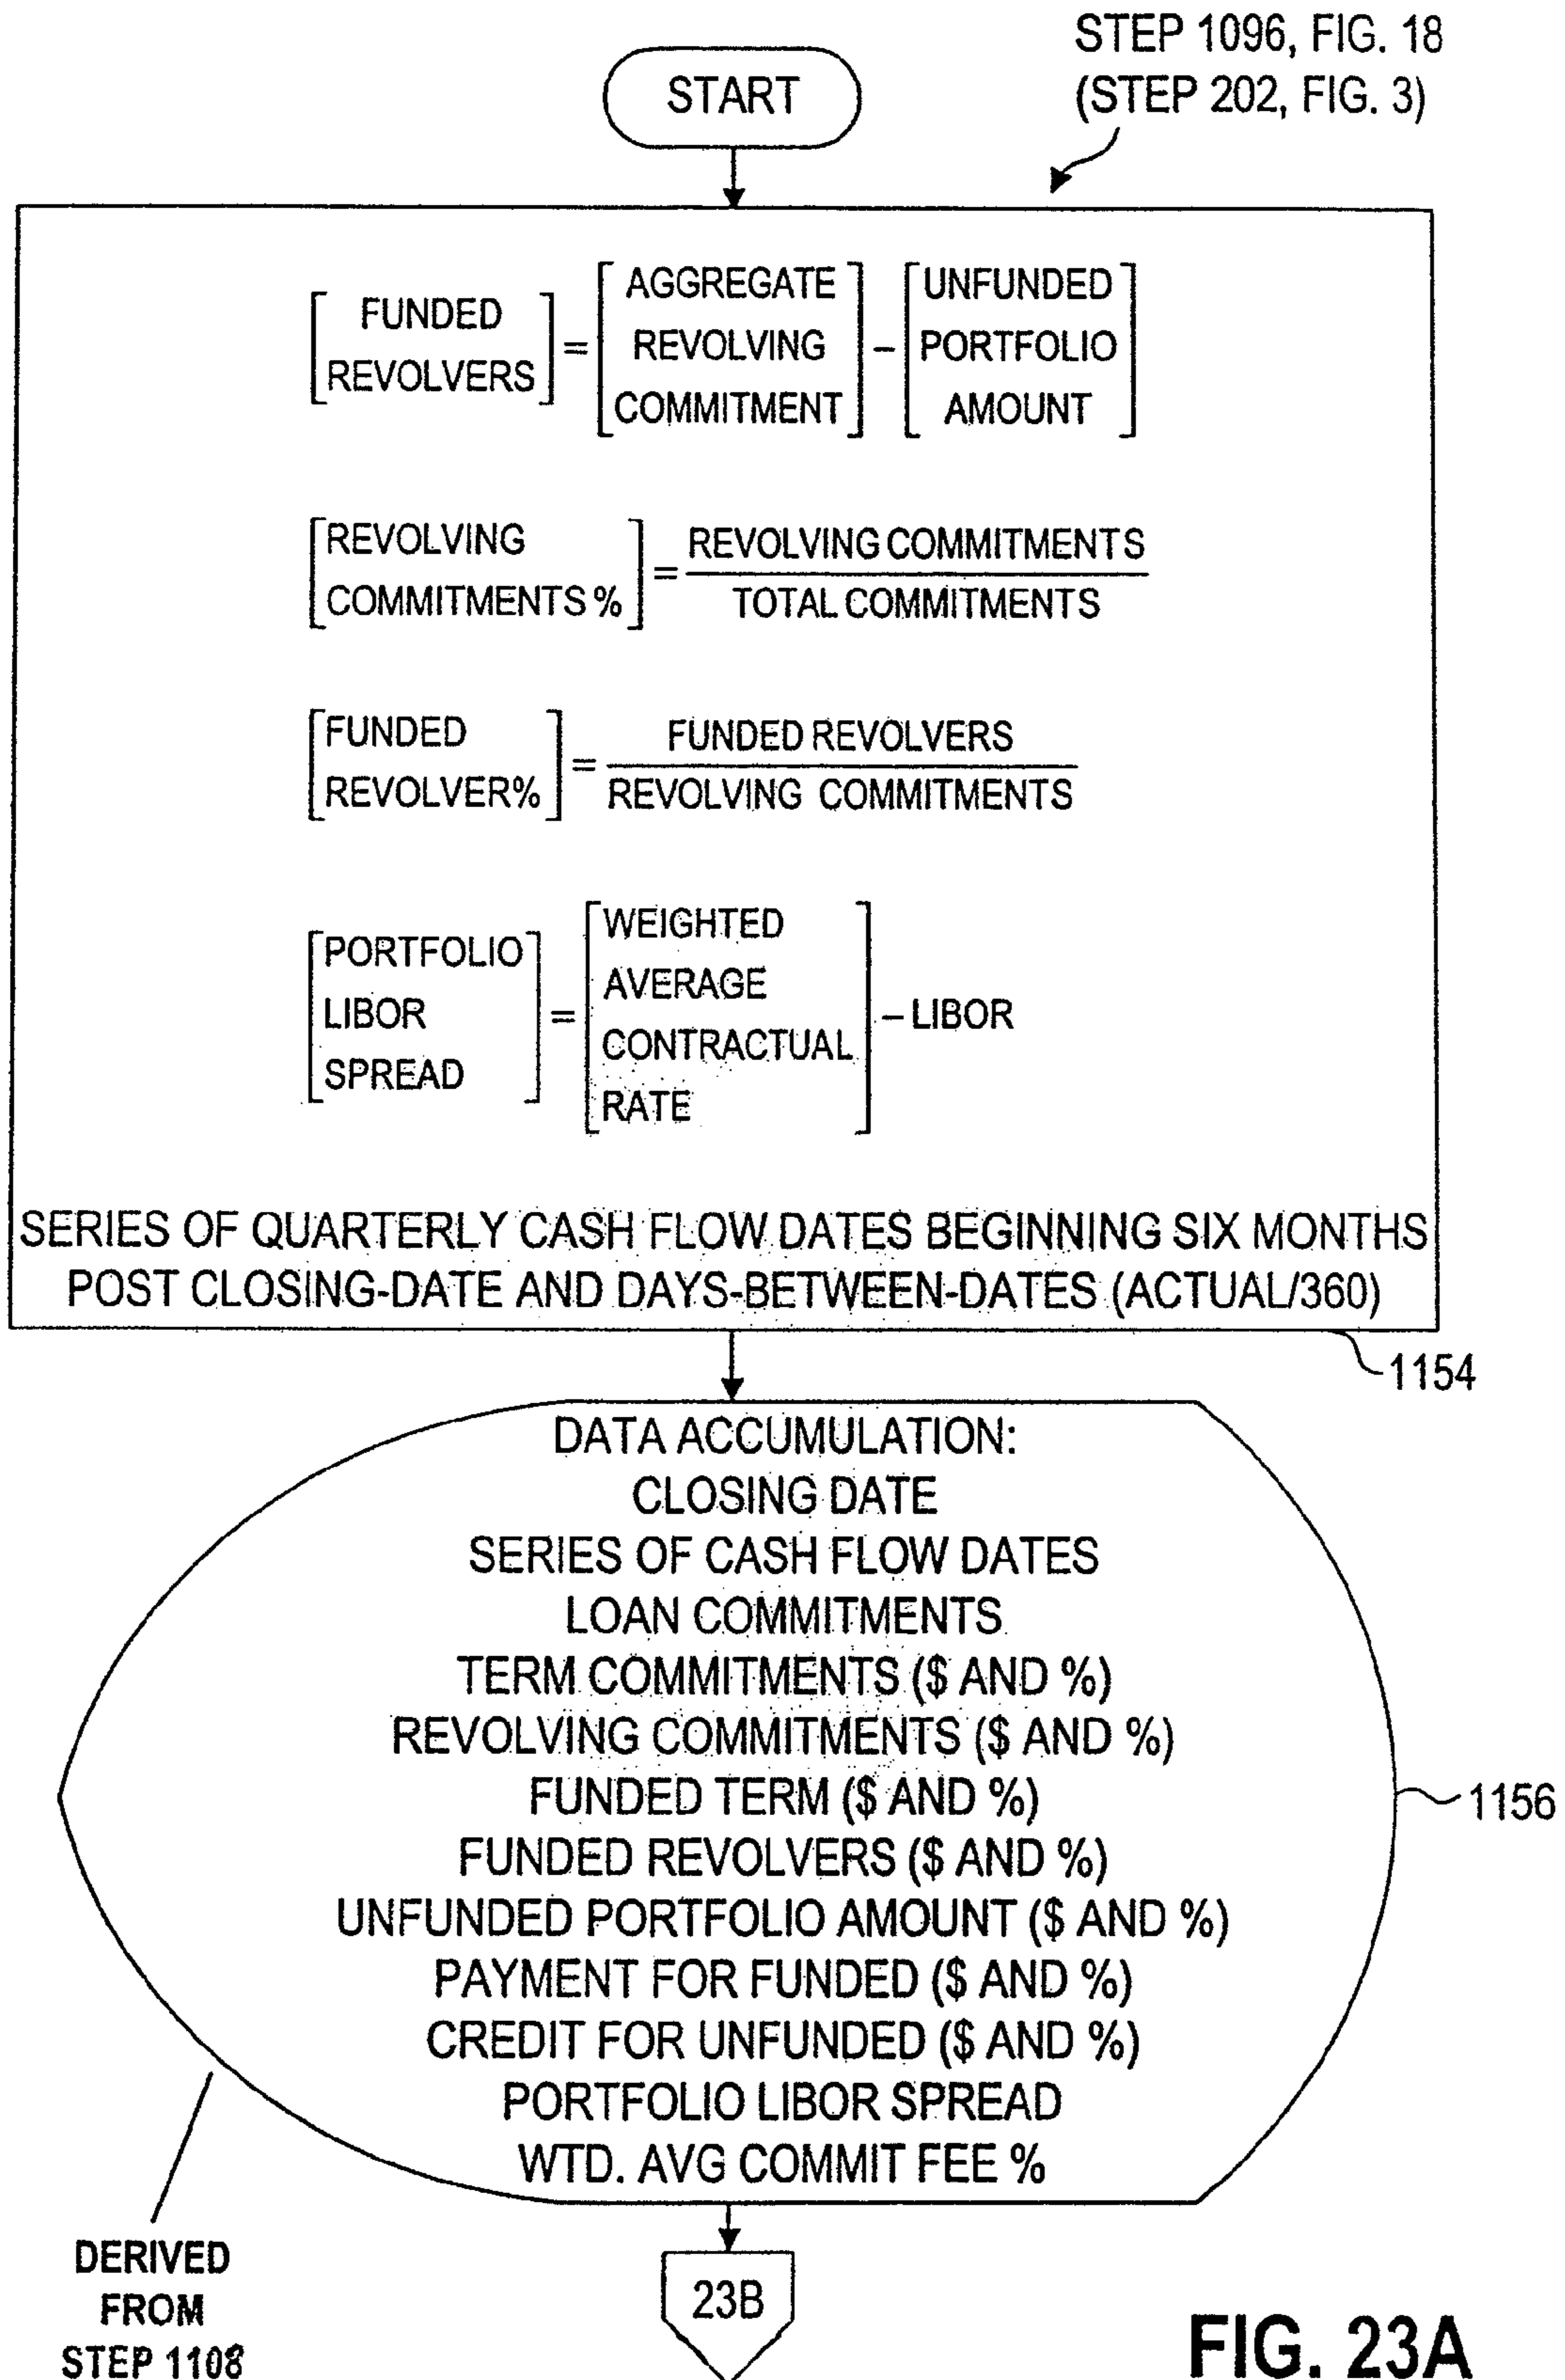 STEP 1096, FIG. 18
(STEP 202, FIG. 3)
START
[FUNDED REVOLVERS] = [AGGREGATE REVOLVING COMMITMENT] – [UNFUNDED PORTFOLIO AMOUNT]
[REVOLVING COMMITMENTS %] = REVOLVING COMMITMENTS / TOTAL COMMITMENTS
[FUNDED REVOLVER%] = FUNDED REVOLVERS / REVOLVING COMMITMENTS
[PORTFOLIO LIBOR SPREAD] = [WEIGHTED AVERAGE CONTRACTUAL RATE] – LIBOR
SERIES OF QUARTERLY CASH FLOW DATES BEGINNING SIX MONTHS
POST CLOSING-DATE AND DAYS-BETWEEN-DATES (ACTUAL/360)
1154
DATA ACCUMULATION:
CLOSING DATE
SERIES OF CASH FLOW DATES
LOAN COMMITMENTS
TERM COMMITMENTS ($ AND %)
REVOLVING COMMITMENTS ($ AND %)
FUNDED TERM ($ AND %)
FUNDED REVOLVERS ($ AND %)
UNFUNDED PORTFOLIO AMOUNT ($ AND %)
PAYMENT FOR FUNDED ($ AND %)
CREDIT FOR UNFUNDED ($ AND %)
PORTFOLIO LIBOR SPREAD
WTD. AVG COMMIT FEE %
1156
DERIVED
FROM
STEP 1108
23B
FIG. 23A